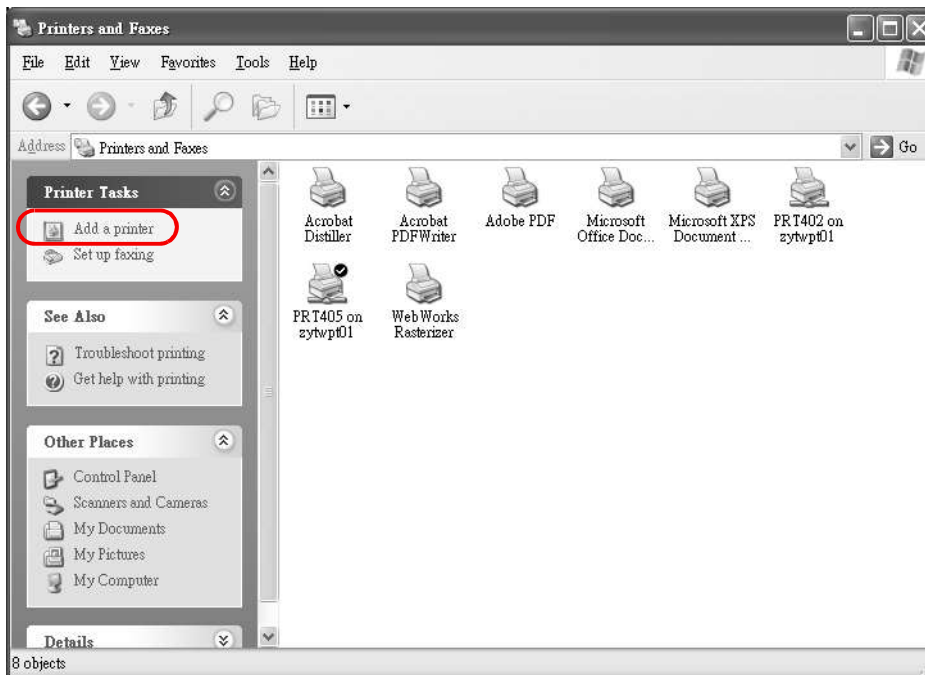 Printers and Faxes
File Edit View Favorites Tools Help
Address Printers and Faxes Go
Printer Tasks
Add a printer
Set up faxing
See Also
Troubleshoot printing
Get help with printing
Other Places
Control Panel
Scanners and Cameras
My Documents
My Pictures
My Computer
Details
Acrobat
Distiller
Acrobat
PDFWriter
Adobe PDF
Microsoft
Office Doc...
Microsoft XPS
Document ...
PRT402 on
zytwpt01
PRT405 on
zytwpt01
WebWorks
Rasterizer
8 objects